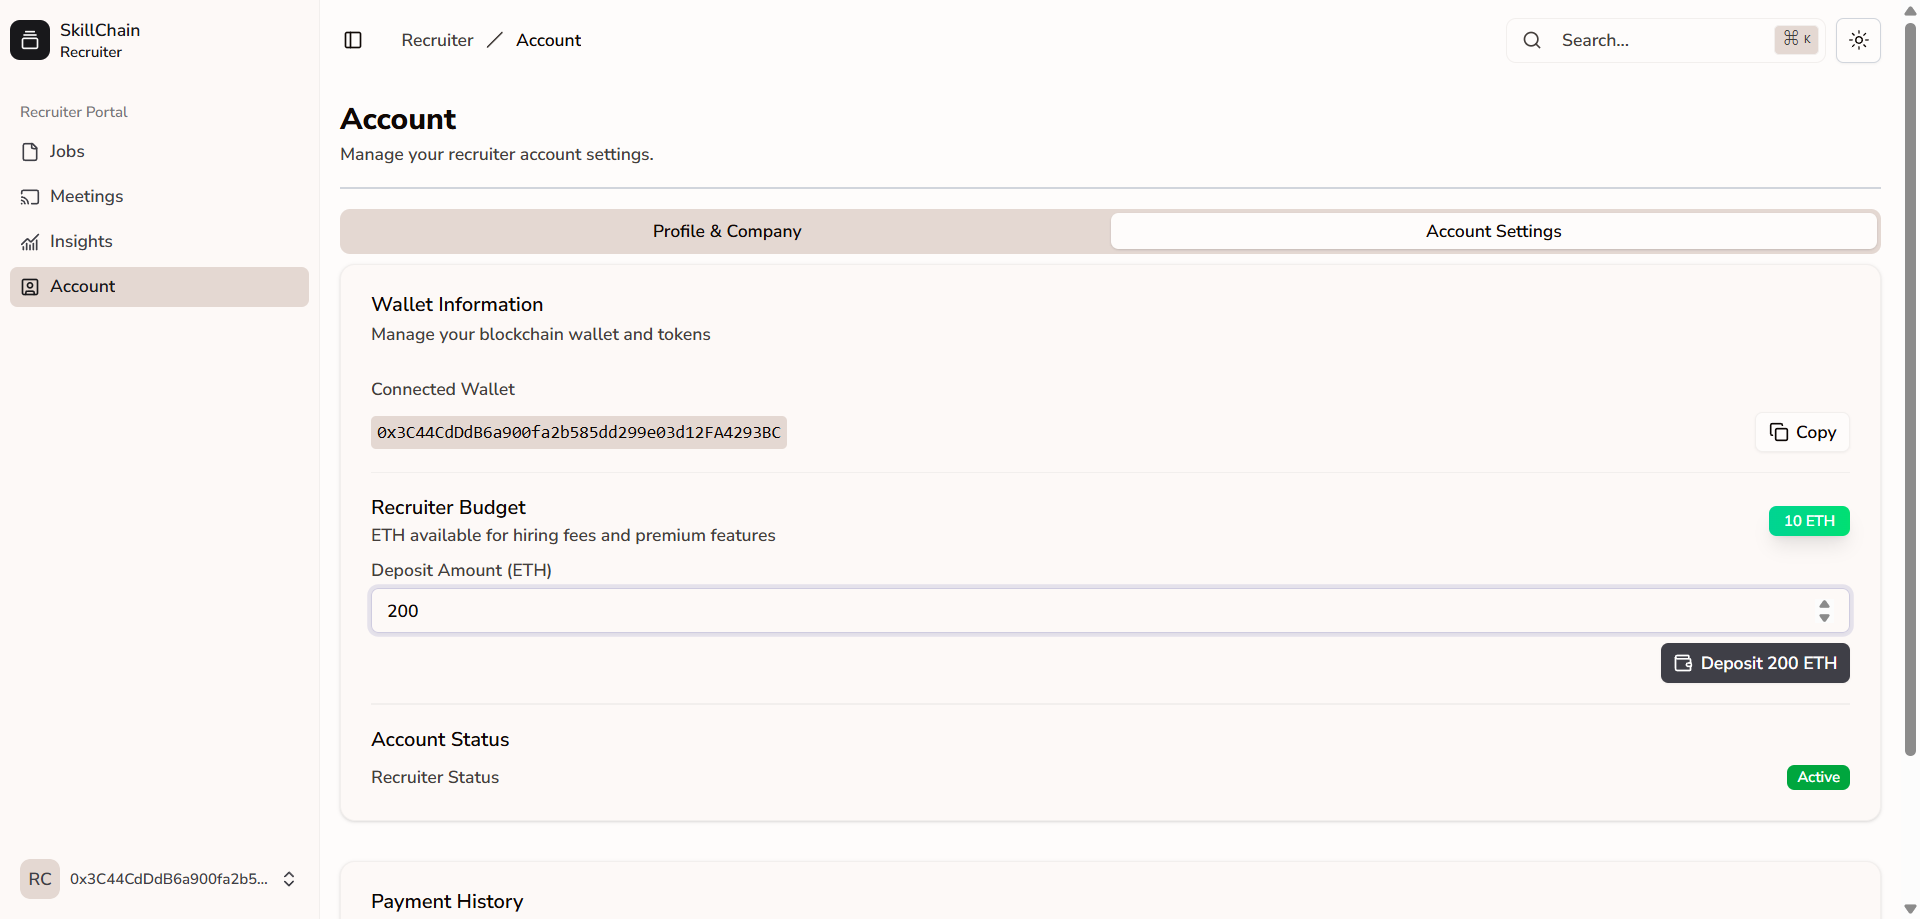 SkillChain
Recruiter
Recruiter Portal
Jobs
Meetings
Insights
Account
RC 0x3C44CdDdB6a900fa2b5...
Recruiter / Account
Search... ⌘ K
Account
Manage your recruiter account settings.
Profile & Company Account Settings
Wallet Information
Manage your blockchain wallet and tokens
Connected Wallet
0x3C44CdDdB6a900fa2b585dd299e03d12FA4293BC Copy
Recruiter Budget
10 ETH
ETH available for hiring fees and premium features
Deposit Amount (ETH)
200
Deposit 200 ETH
Account Status
Recruiter Status Active
Payment History